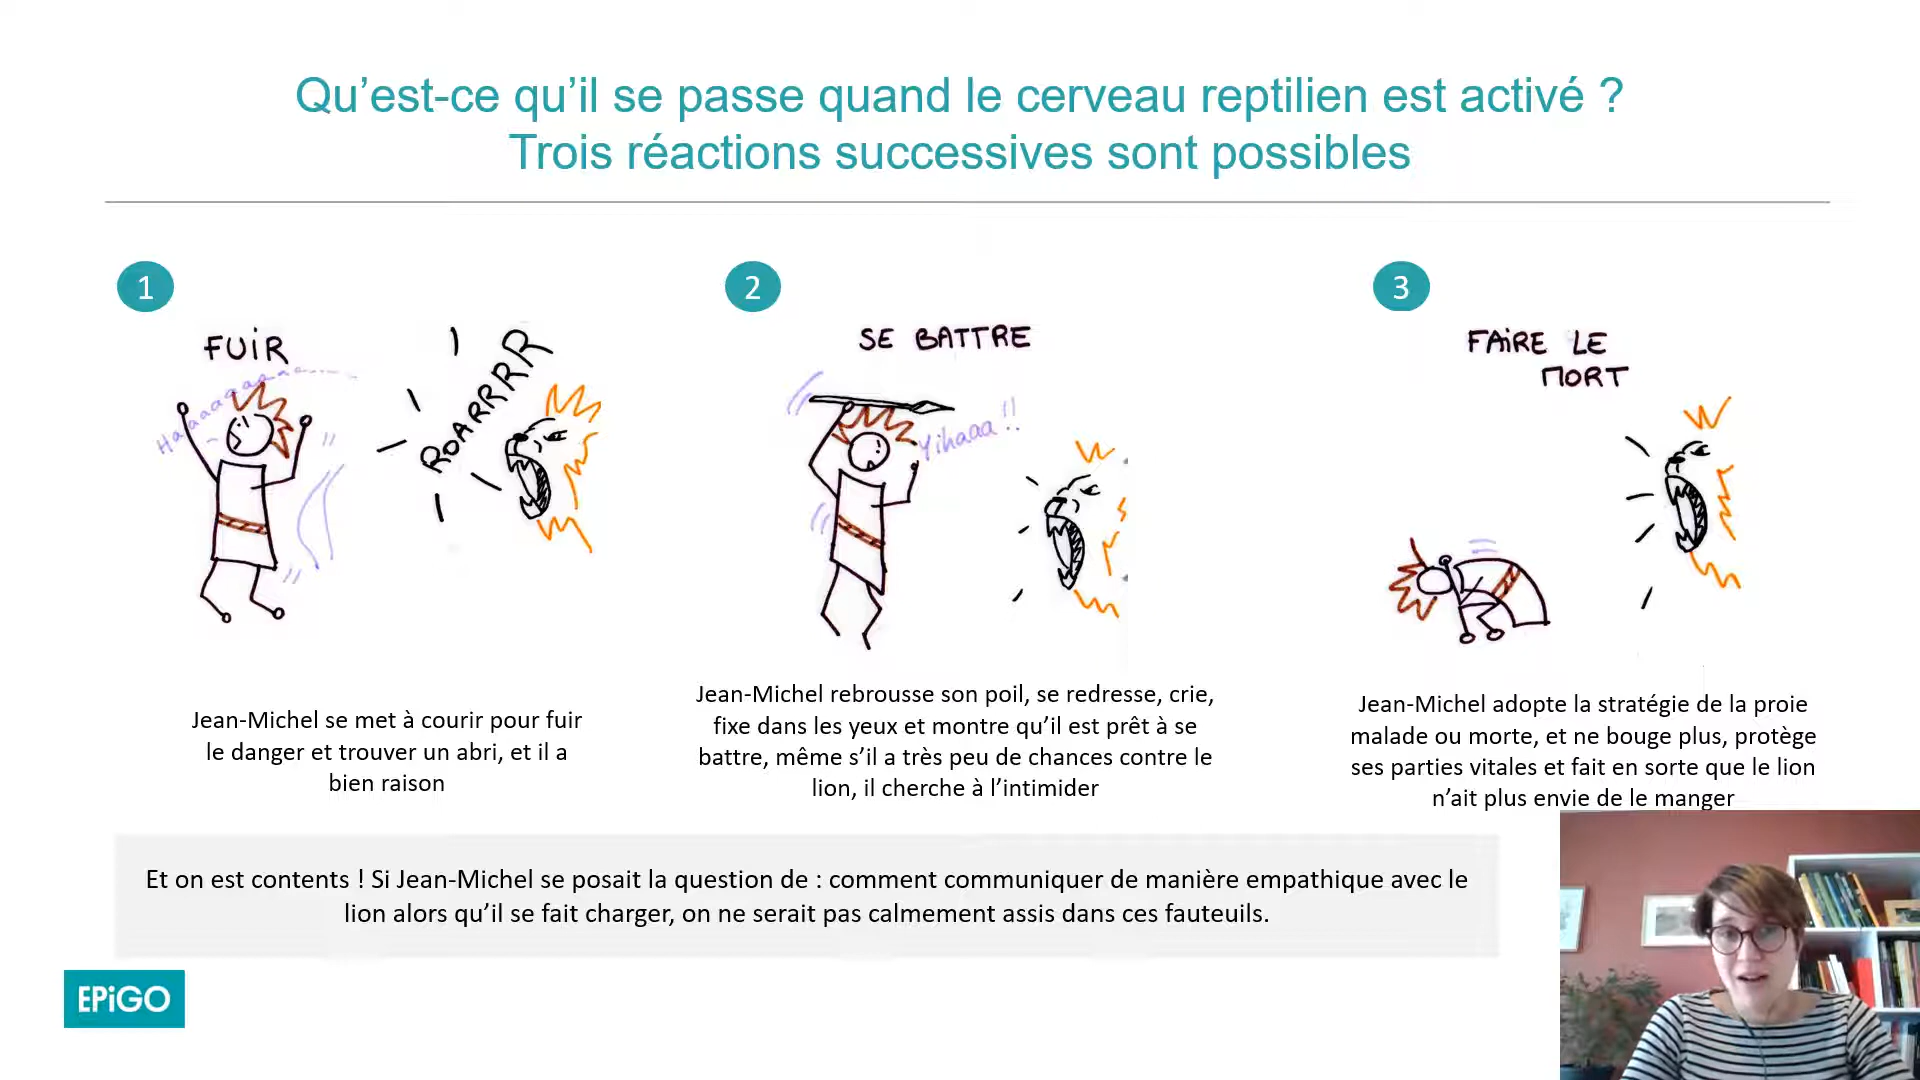 Qu’est-ce qu’il se passe quand le cerveau reptilien est activé ?
Trois réactions successives sont possibles
1
FUIR
Haaaaqaaaaa......
ROARRRR
Jean-Michel se met à courir pour fuir
le danger et trouver un abri, et il a
bien raison
2
SE BATTRE
Yihaaa !!
Jean-Michel rebrousse son poil, se redresse, crie,
fixe dans les yeux et montre qu’il est prêt à se
battre, même s’il a très peu de chances contre le
lion, il cherche à l’intimider
3
FAIRE LE
MORT
Jean-Michel adopte la stratégie de la proie
malade ou morte, et ne bouge plus, protège
ses parties vitales et fait en sorte que le lion
n’ait plus envie de le manger
Et on est contents ! Si Jean-Michel se posait la question de : comment communiquer de manière empathique avec le
lion alors qu’il se fait charger, on ne serait pas calmement assis dans ces fauteuils.
EPiGO